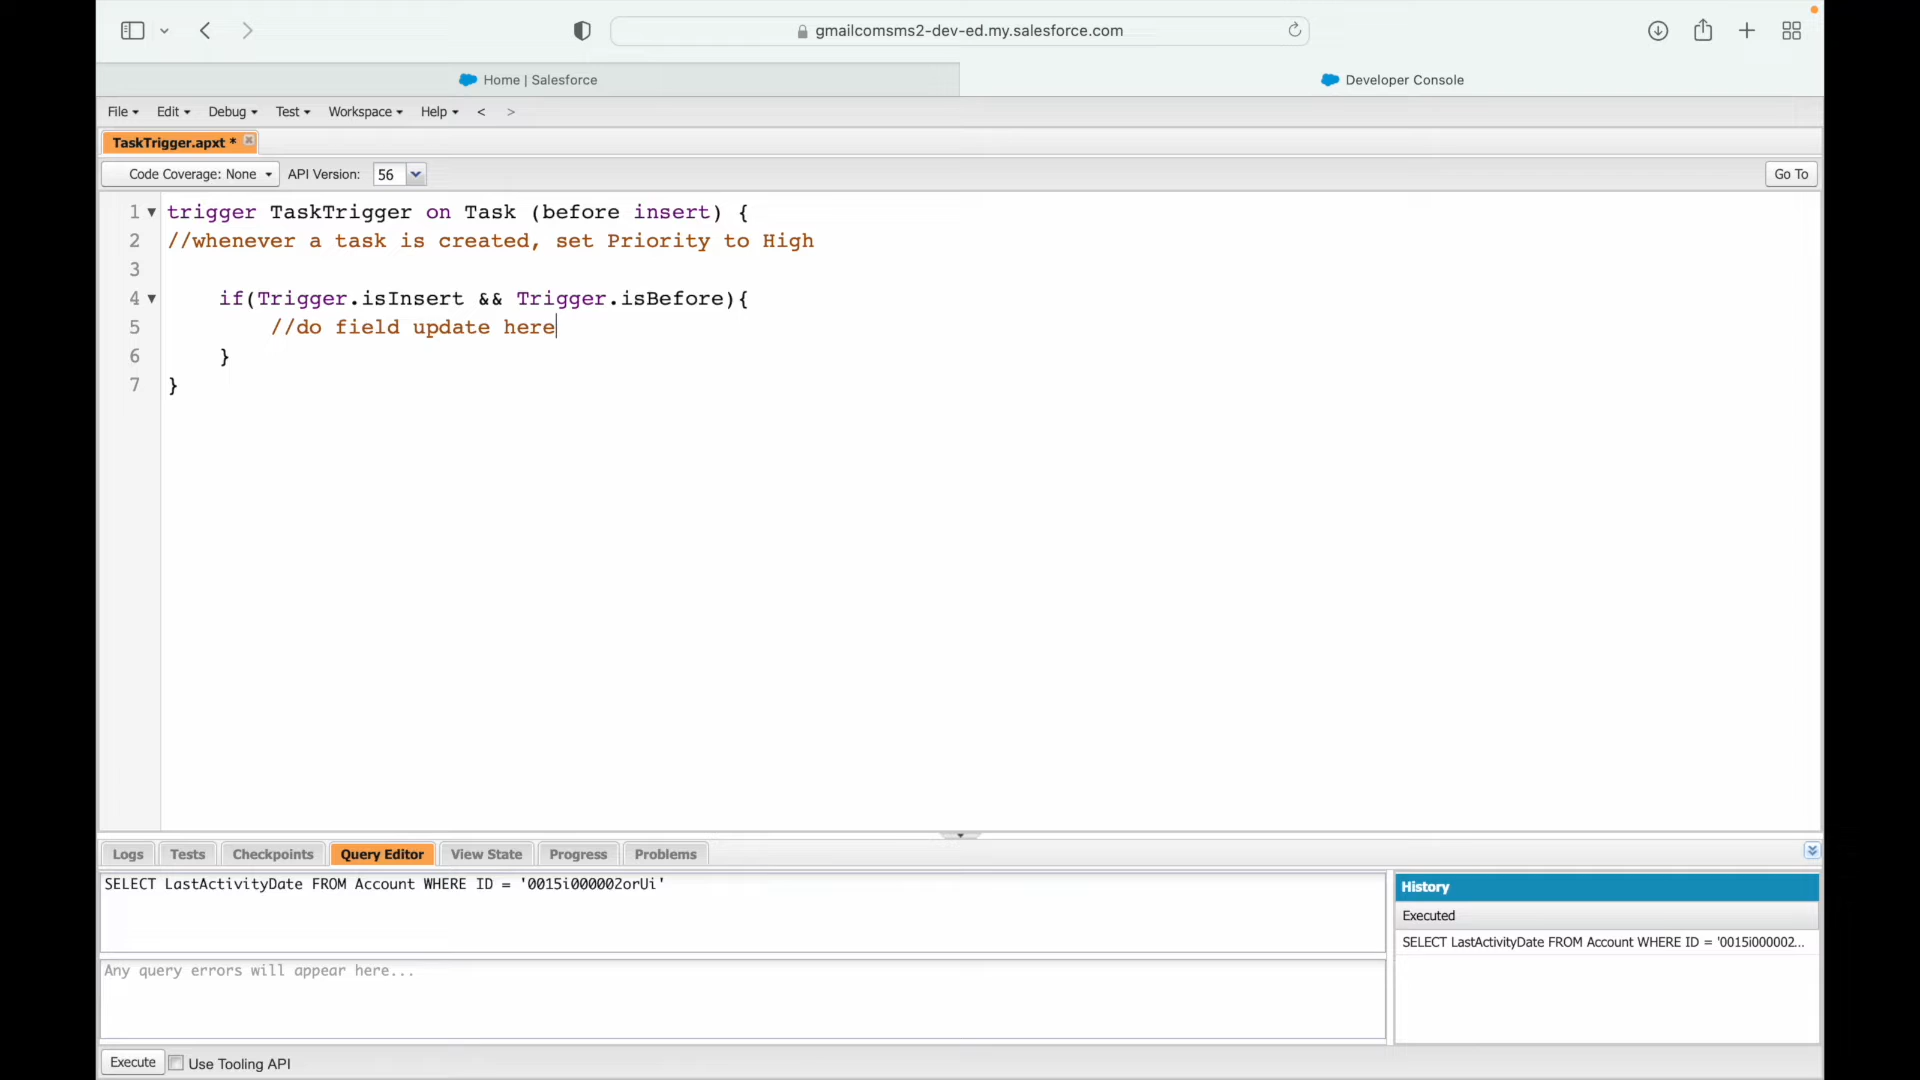 gmailcomsms2-dev-ed.my.salesforce.com
Home | Salesforce
Developer Console
File Edit Debug Test Workspace Help < >
TaskTrigger.apxt *
Code Coverage: None API Version: 56 Go To
1 trigger TaskTrigger on Task (before insert) {
2 //whenever a task is created, set Priority to High
3
4 if(Trigger.isInsert && Trigger.isBefore){
5 //do field update here
6 }
7 }
Logs Tests Checkpoints Query Editor View State Progress Problems
SELECT LastActivityDate FROM Account WHERE ID = '0015i000002orUi'
History
Executed
SELECT LastActivityDate FROM Account WHERE ID = '0015i000002...
Any query errors will appear here...
Execute Use Tooling API